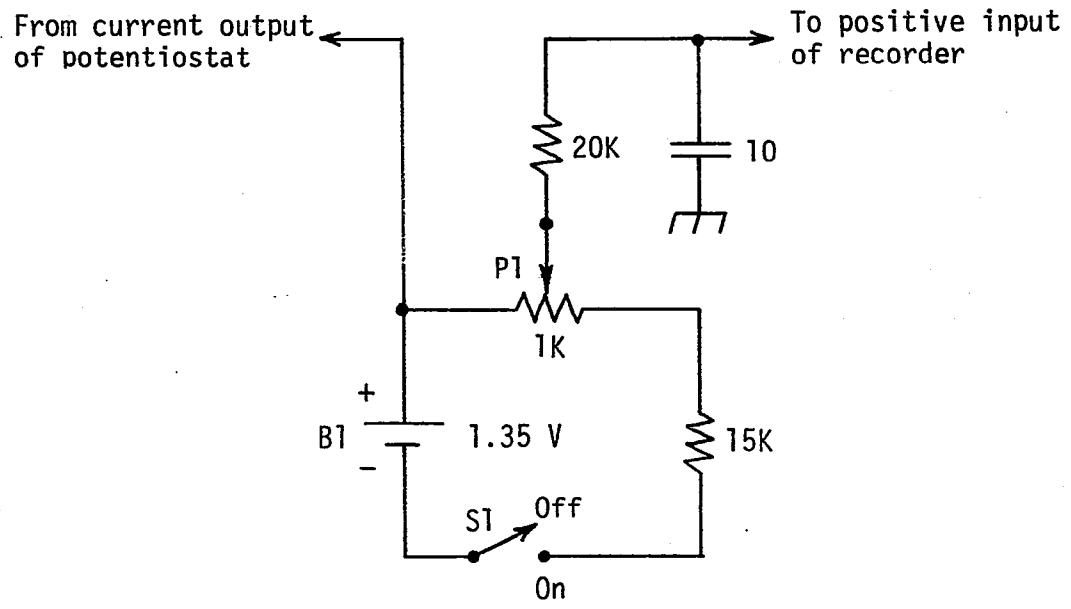 From current output
of potentiostat
To positive input
of recorder
20K
10
P1
1K
+
B1
1.35 V
15K
−
S1
Off
On